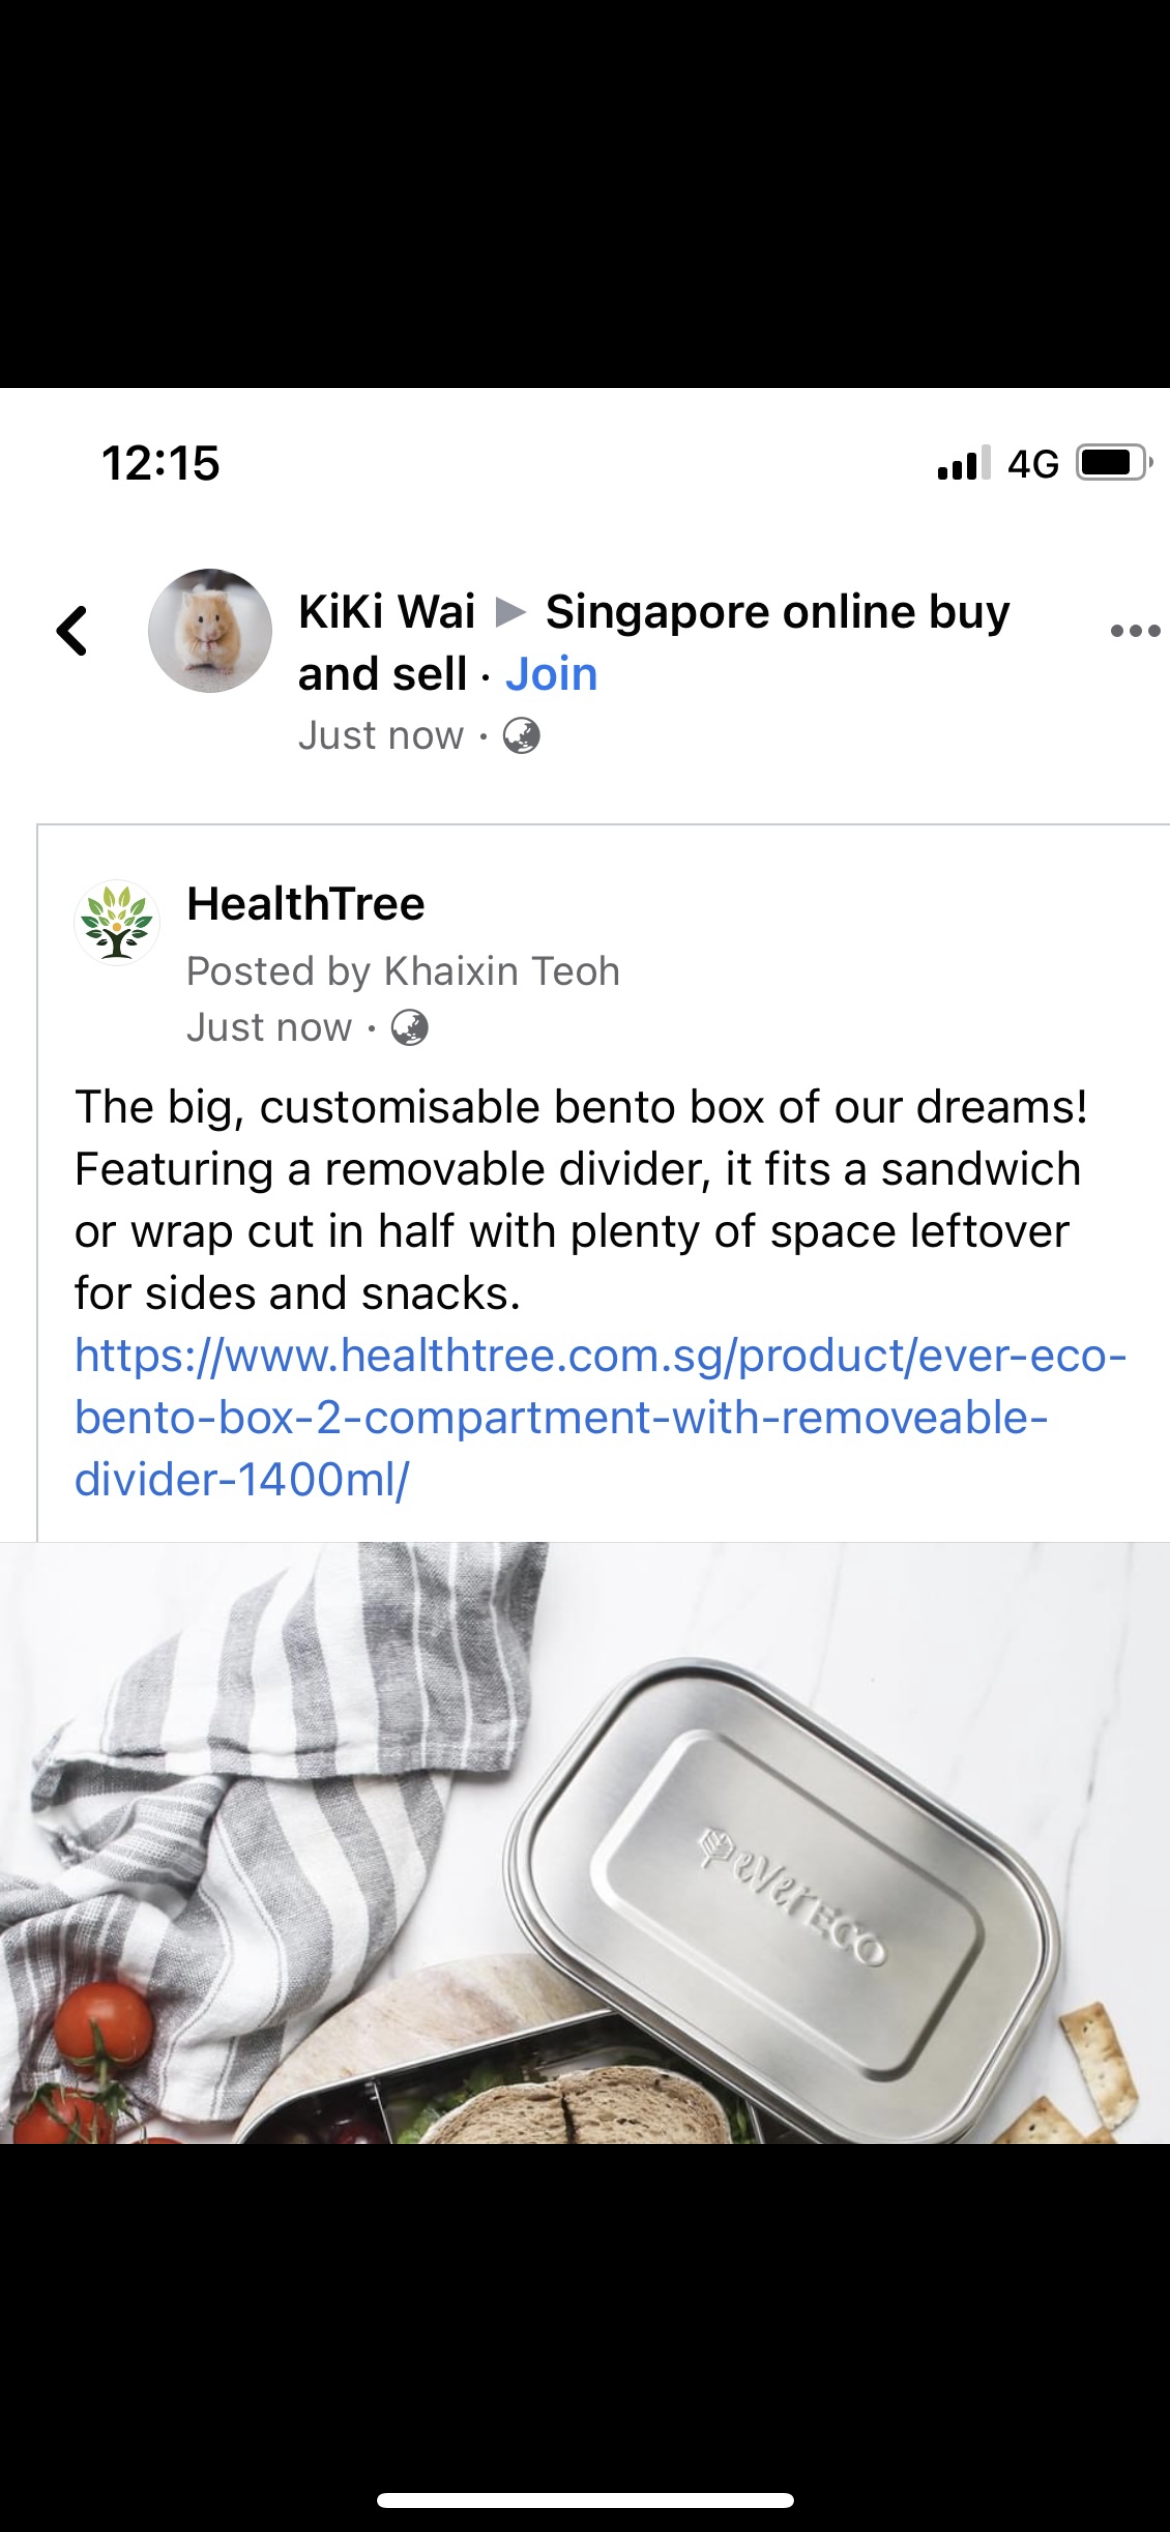 12:15
4G
KiKi Wai ▶ Singapore online buy
and sell · Join
Just now ·
HealthTree
Posted by Khaixin Teoh
Just now ·
The big, customisable bento box of our dreams!
Featuring a removable divider, it fits a sandwich
or wrap cut in half with plenty of space leftover
for sides and snacks.
https://www.healthtree.com.sg/product/ever-eco-
bento-box-2-compartment-with-removeable-
divider-1400ml/
ever ECO